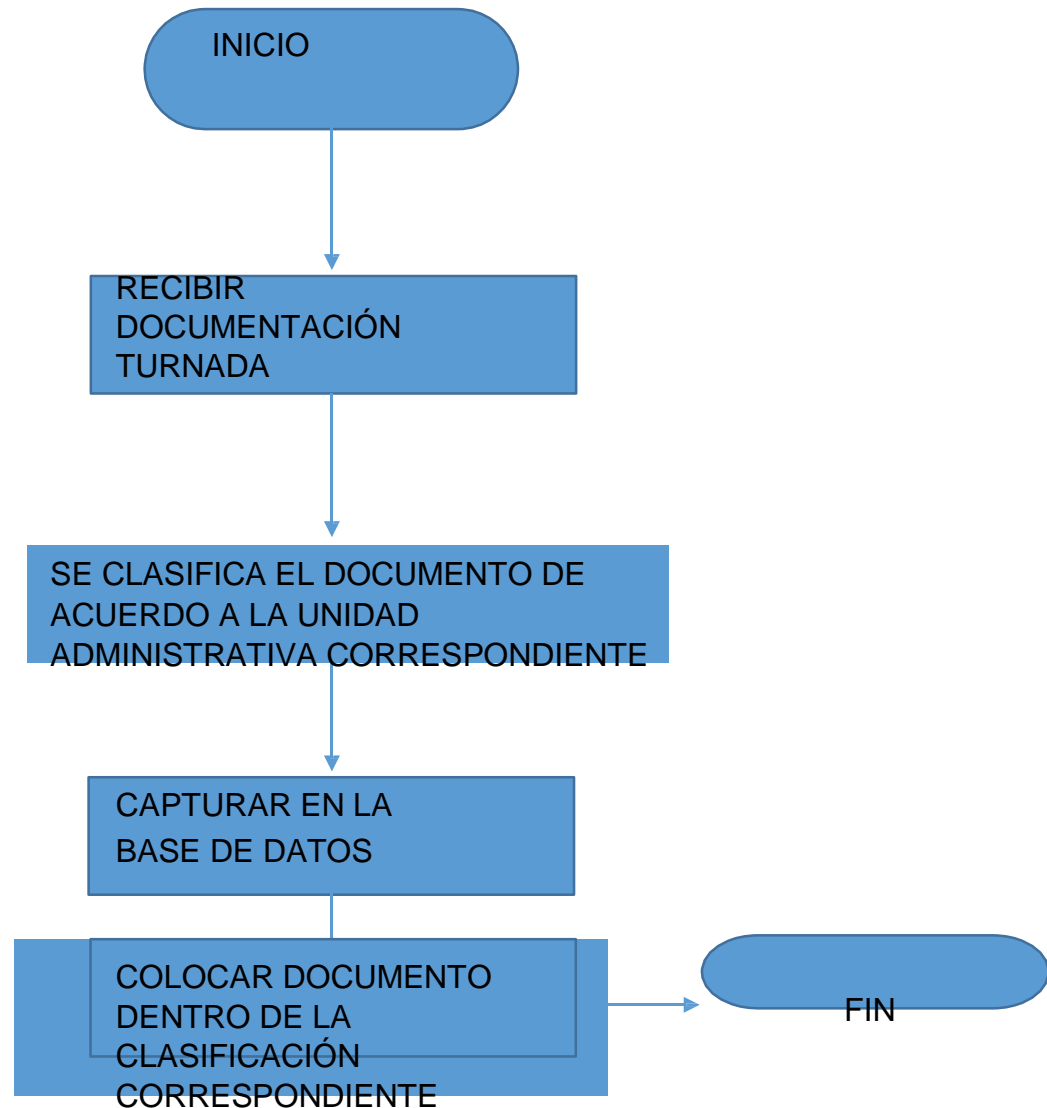 INICIO
RECIBIR
DOCUMENTACIÓN
TURNADA
SE CLASIFICA EL DOCUMENTO DE
ACUERDO A LA UNIDAD
ADMINISTRATIVA CORRESPONDIENTE
CAPTURAR EN LA
BASE DE DATOS
COLOCAR DOCUMENTO
DENTRO DE LA
CLASIFICACIÓN
CORRESPONDIENTE
FIN